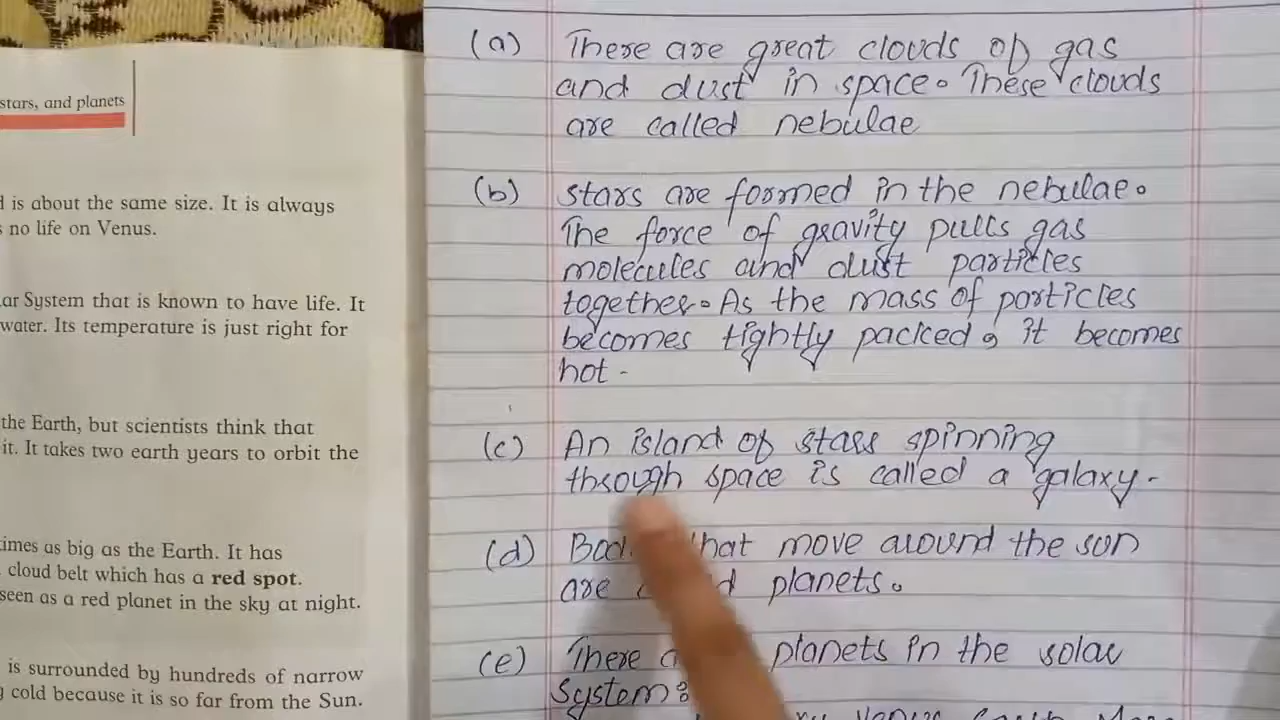 stars, and planets
is about the same size. It is always
no life on Venus.
ar System that is known to have life. It
water. Its temperature is just right for
the Earth, but scientists think that
it. It takes two earth years to orbit the
imes as big as the Earth. It has
cloud belt which has a red spot.
seen as a red planet in the sky at night.
is surrounded by hundreds of narrow
cold because it is so far from the Sun.
(a) There are great clouds of gas
and dust in space. These clouds
are called nebulae
(b) stars are formed in the nebulae.
The force of gravity pulls gas
molecules and dust particles
together. As the mass of particles
becomes tightly packed, it becomes
hot.
(c) An island of stars spinning
through space is called a galaxy.
(d) that move around the sun
are planets.
(e) There planets in the solar
System:
Venus Earth Mars